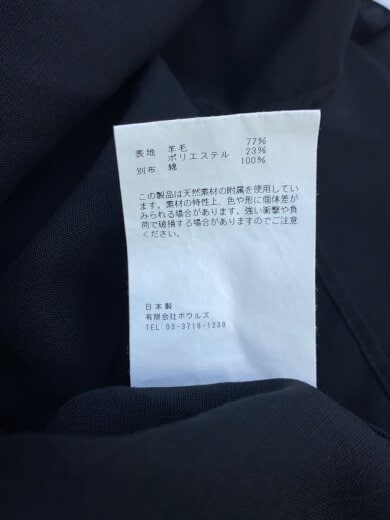 表地 羊毛 77%
ポリエステル 23%
別布 綿 100%
この製品は天然素材の附属を使用してい
ます。素材の特性上、色や形に個体差が
みられる場合があります。強い衝撃や負
荷で破損する場合がありますのでご注意
ください。
日本製
有限会社ボウルズ
TEL 03-3719-1239